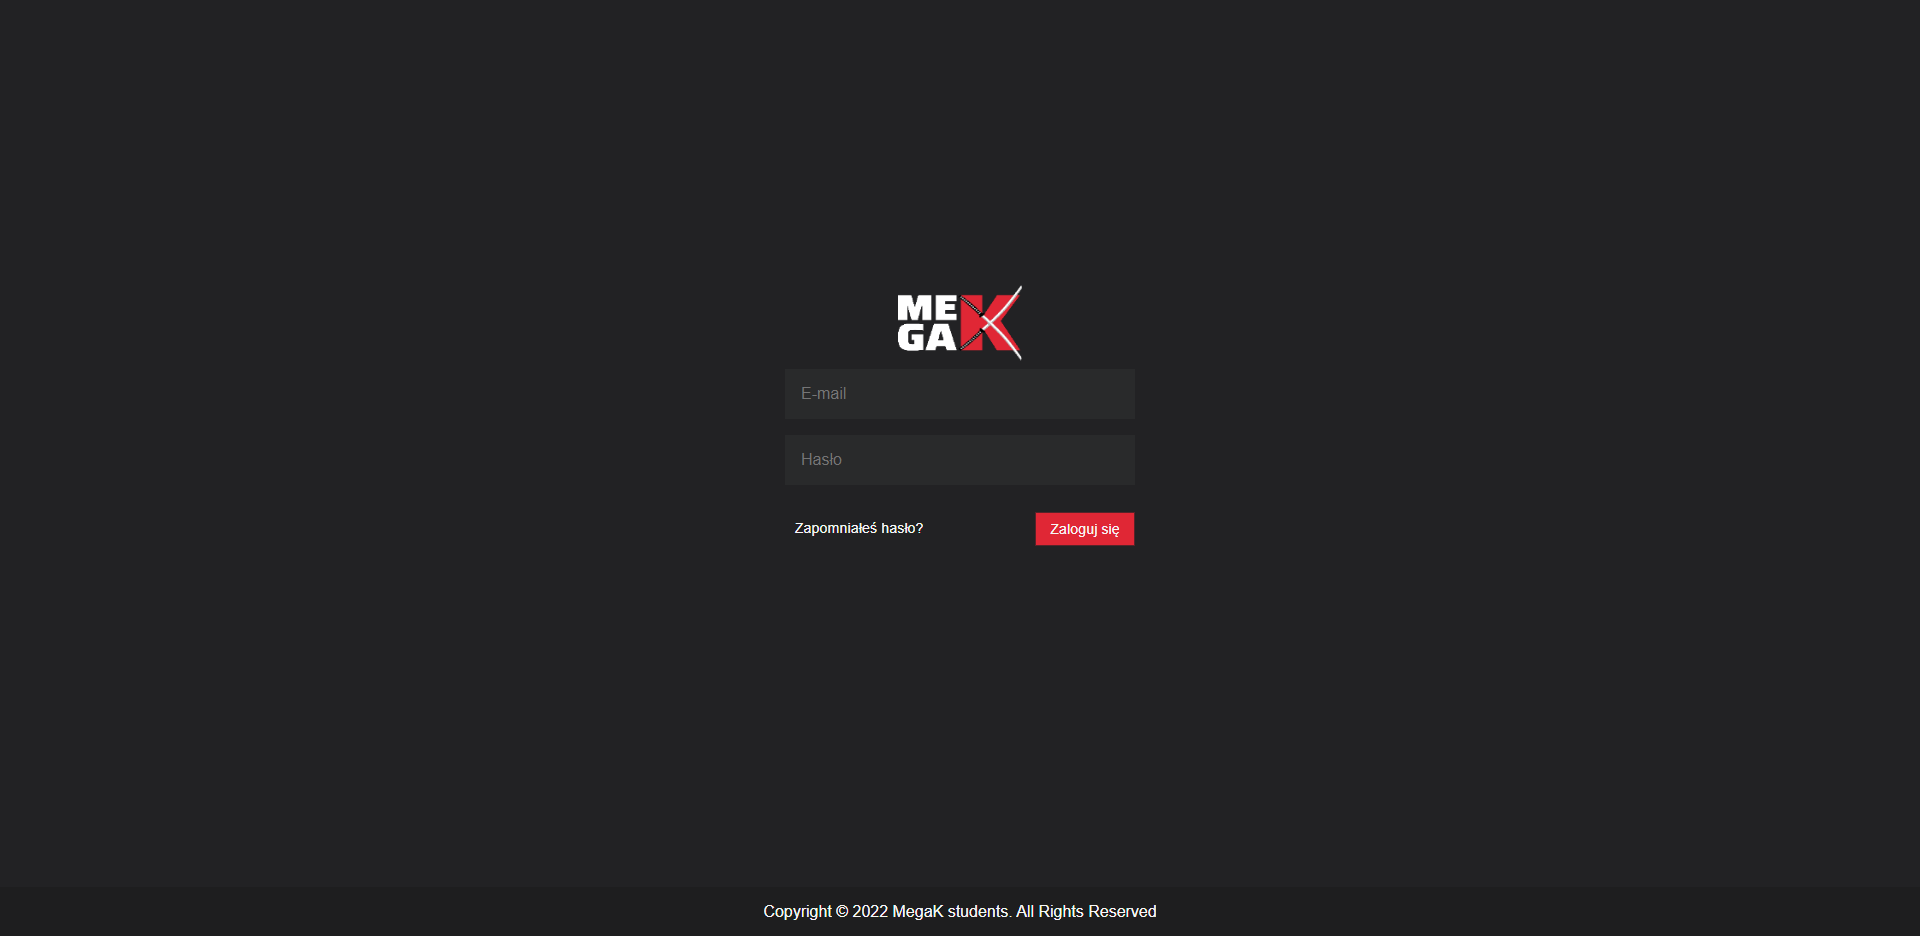 ME
GA K
E-mail
Hasło
Zapomniałeś hasło?
Zaloguj się
Copyright © 2022 MegaK students. All Rights Reserved